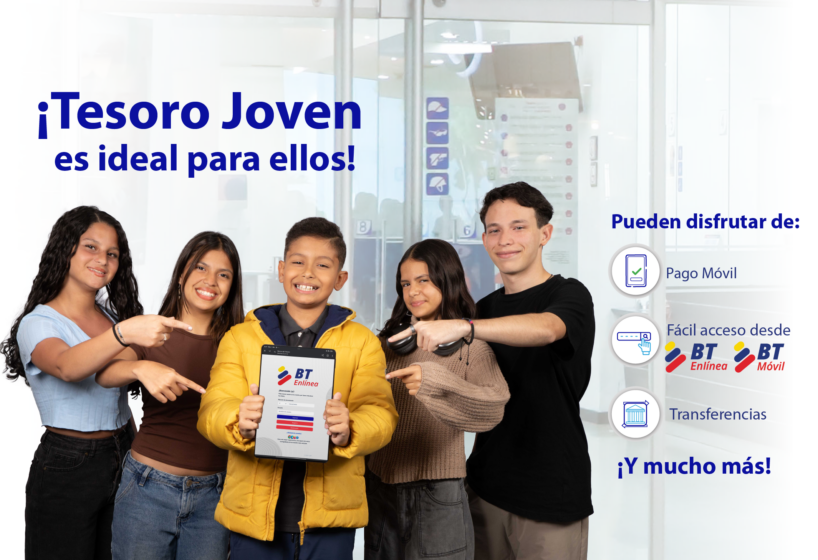 ¡Tesoro Joven
es ideal para ellos!
Pueden disfrutar de:
Pago Móvil
Fácil acceso desde
BT
Enlínea
BT
Móvil
Transferencias
¡Y mucho más!
BT
Enlínea